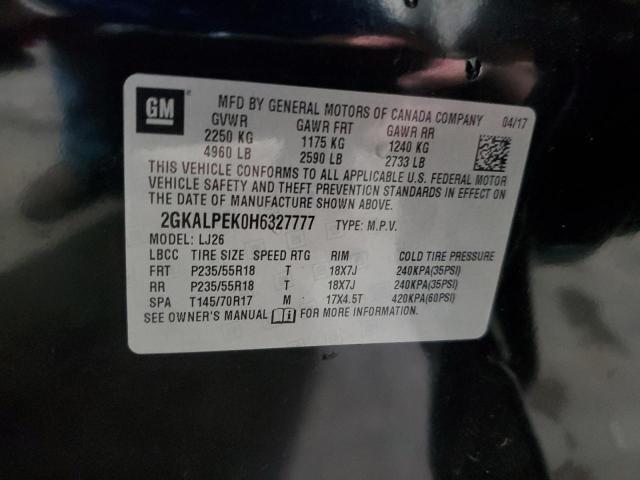 GM
MFD BY GENERAL MOTORS OF CANADA COMPANY 04/17
GVWR GAWR FRT GAWR RR
2250 KG 1175 KG 1240 KG
4960 LB 2590 LB 2733 LB
THIS VEHICLE CONFORMS TO ALL APPLICABLE U.S. FEDERAL MOTOR
VEHICLE SAFETY AND THEFT PREVENTION STANDARDS IN EFFECT ON
THE DATE OF MANUFACTURE SHOWN ABOVE.
2GKALPEK0H6327777 TYPE: M.P.V.
MODEL: LJ26
LBCC TIRE SIZE SPEED RTG RIM COLD TIRE PRESSURE
FRT P235/55R18 T 18X7J 240KPA(35PSI)
RR P235/55R18 T 18X7J 240KPA(35PSI)
SPA T145/70R17 M 17X4.5T 420KPA(60PSI)
SEE OWNER'S MANUAL FOR MORE INFORMATION.